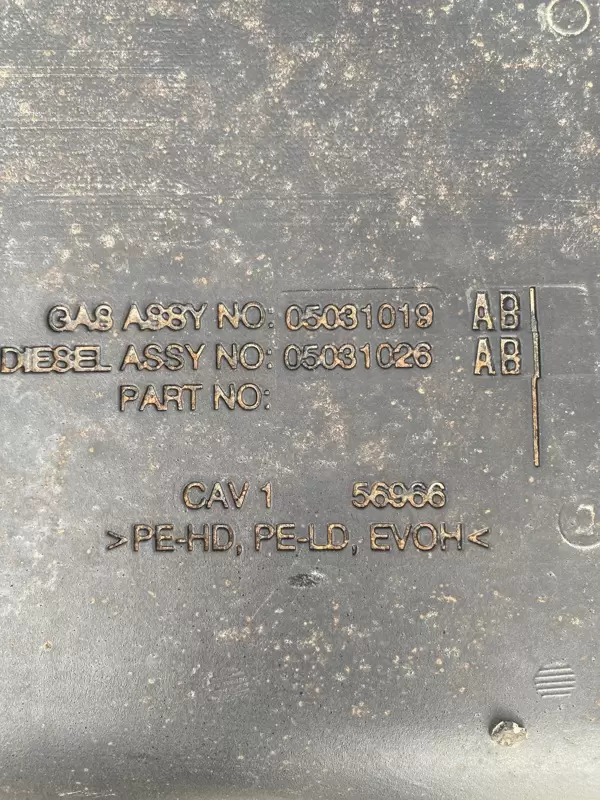 GAS ASSY NO: 05031019 AB
DIESEL ASSY NO: 05031026 AB
PART NO:
CAV 1 56966
>PE-HD, PE-LD, EVOH<